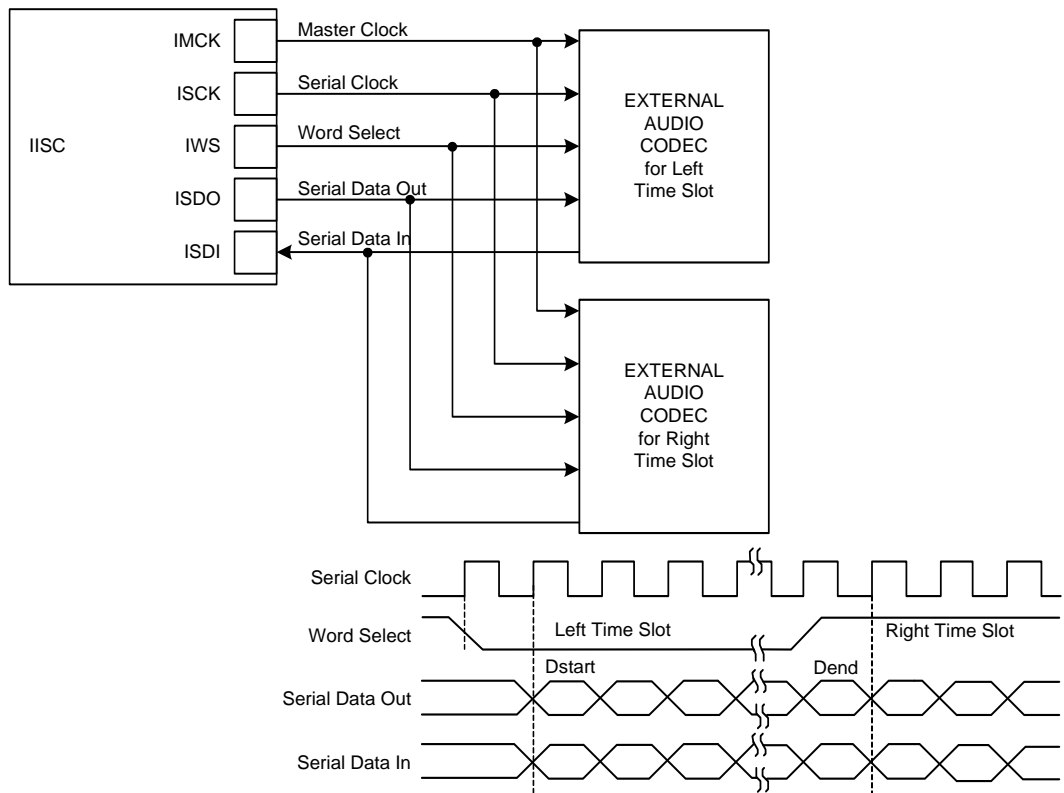 IISC
IMCK
Master Clock
ISCK
Serial Clock
IWS
Word Select
ISDO
Serial Data Out
ISDI
Serial Data In
EXTERNAL
AUDIO
CODEC
for Left
Time Slot
EXTERNAL
AUDIO
CODEC
for Right
Time Slot
Serial Clock
Word Select
Left Time Slot
Right Time Slot
Dstart
Dend
Serial Data Out
Serial Data In